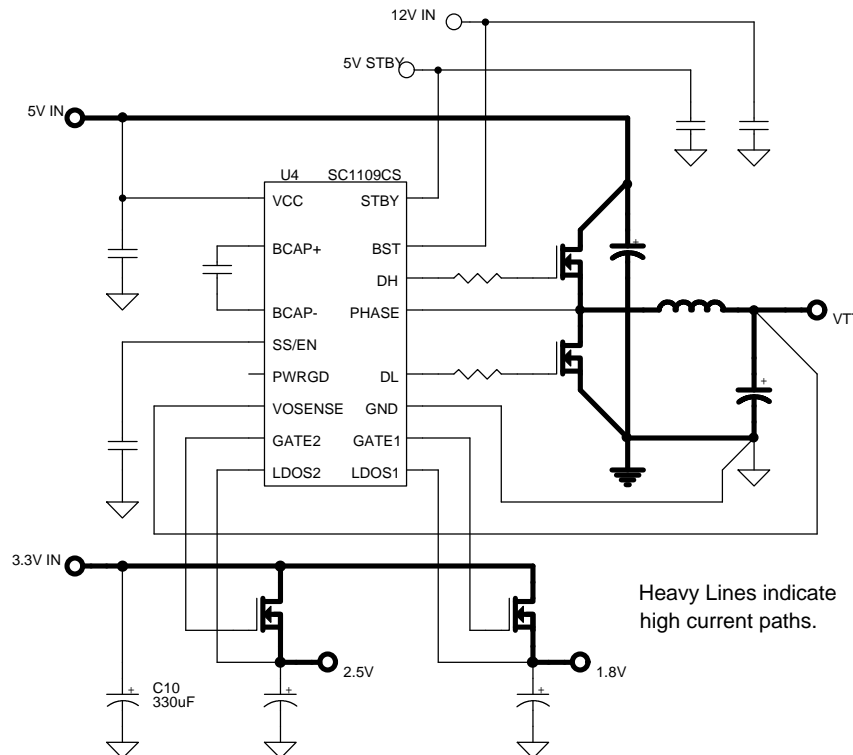 12V IN
5V STBY
5V IN
U4 SC1109CS
VCC STBY
BCAP+ BST
DH
BCAP- PHASE
SS/EN
PWRGD DL
VOSENSE GND
GATE2 GATE1
LDOS2 LDOS1
VT
3.3V IN
Heavy Lines indicate
high current paths.
2.5V
1.8V
C10
330uF
+
+
+
+
+